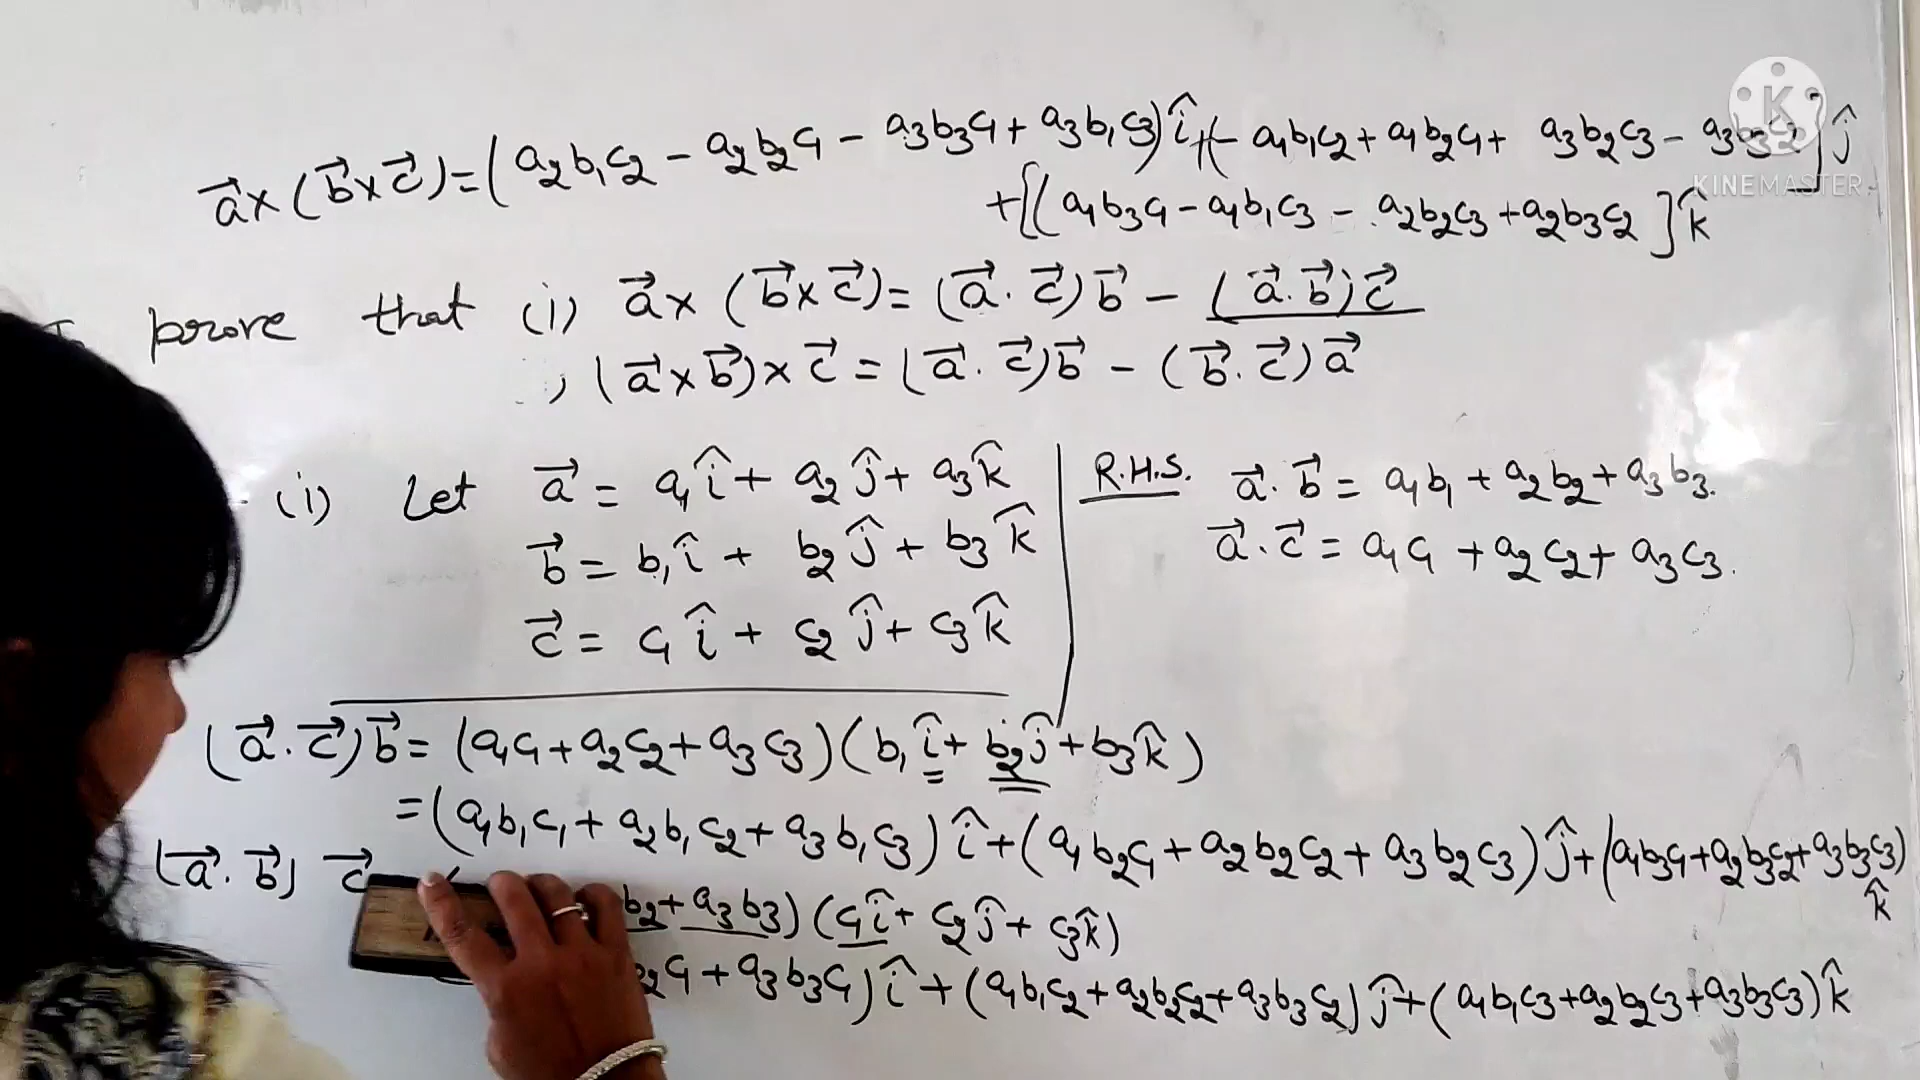 a⃗ × (b⃗ × c⃗) = (a₂b₁c₂ − a₂b₂c₁ − a₃b₃c₁ + a₃b₁c₃) î + (− a₁b₁c₂ + a₁b₂c₁ + a₃b₂c₃ − a₃b₃c₂] ĵ
+ [(a₁b₃c₁ − a₁b₁c₃ − a₂b₂c₃ + a₂b₃c₂] k̂
KINEMASTER
prove that (i) a⃗ × (b⃗ × c⃗) = (a⃗ . c⃗) b⃗ − (a⃗ . b⃗) c⃗
, (a⃗ × b⃗) × c⃗ = (a⃗ . c⃗) b⃗ − (b⃗ . c⃗) a⃗
(i) Let a⃗ = a₁î + a₂ĵ + a₃k̂
b⃗ = b₁î + b₂ĵ + b₃k̂
c⃗ = c₁î + c₂ĵ + c₃k̂
R.H.S. a⃗ . b⃗ = a₁b₁ + a₂b₂ + a₃b₃.
a⃗ . c⃗ = a₁c₁ + a₂c₂ + a₃c₃.
(a⃗ . c⃗) b⃗ = (a₁c₁ + a₂c₂ + a₃c₃) (b₁î + b₂ĵ + b₃k̂)
= (a₁b₁c₁ + a₂b₁c₂ + a₃b₁c₃) î + (a₁b₂c₁ + a₂b₂c₂ + a₃b₂c₃) ĵ + (a₁b₃c₁ + a₂b₃c₂ + a₃b₃c₃) k̂
(a⃗ . b⃗) c⃗ b₂ + a₃b₃) (c₁î + c₂ĵ + c₃k̂)
₂c₁ + a₃b₃c₁) î + (a₁b₁c₂ + a₂b₂c₂ + a₃b₃c₂) ĵ + (a₁b₁c₃ + a₂b₂c₃ + a₃b₃c₃) k̂